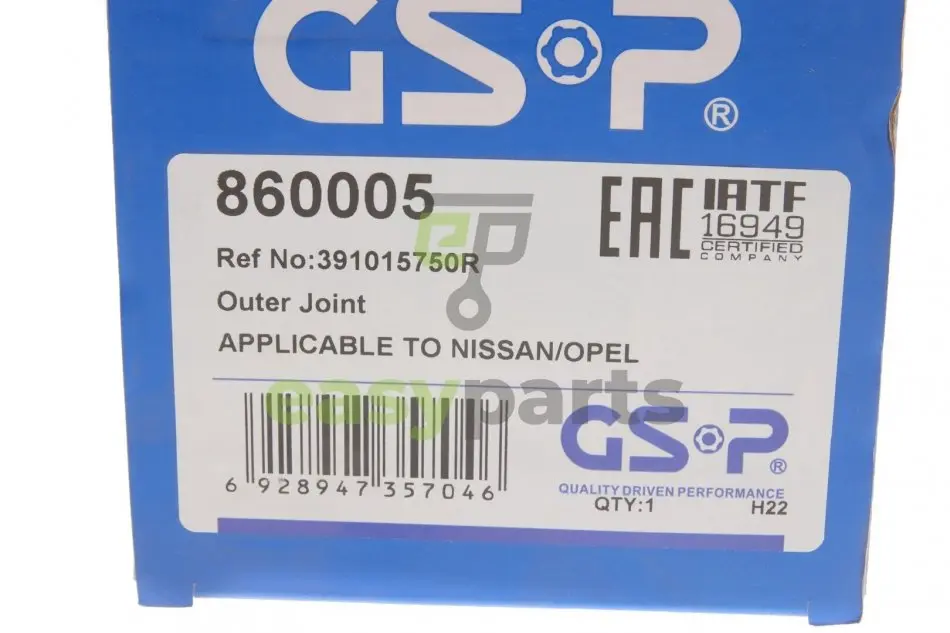 GSP®
860005
EAC
IATF
16949
CERTIFIED
COMPANY
Ref No:391015750R
Outer Joint
APPLICABLE TO NISSAN/OPEL
easyparts
6 928947 357046
GSP®
QUALITY DRIVEN PERFORMANCE
QTY:1
H22